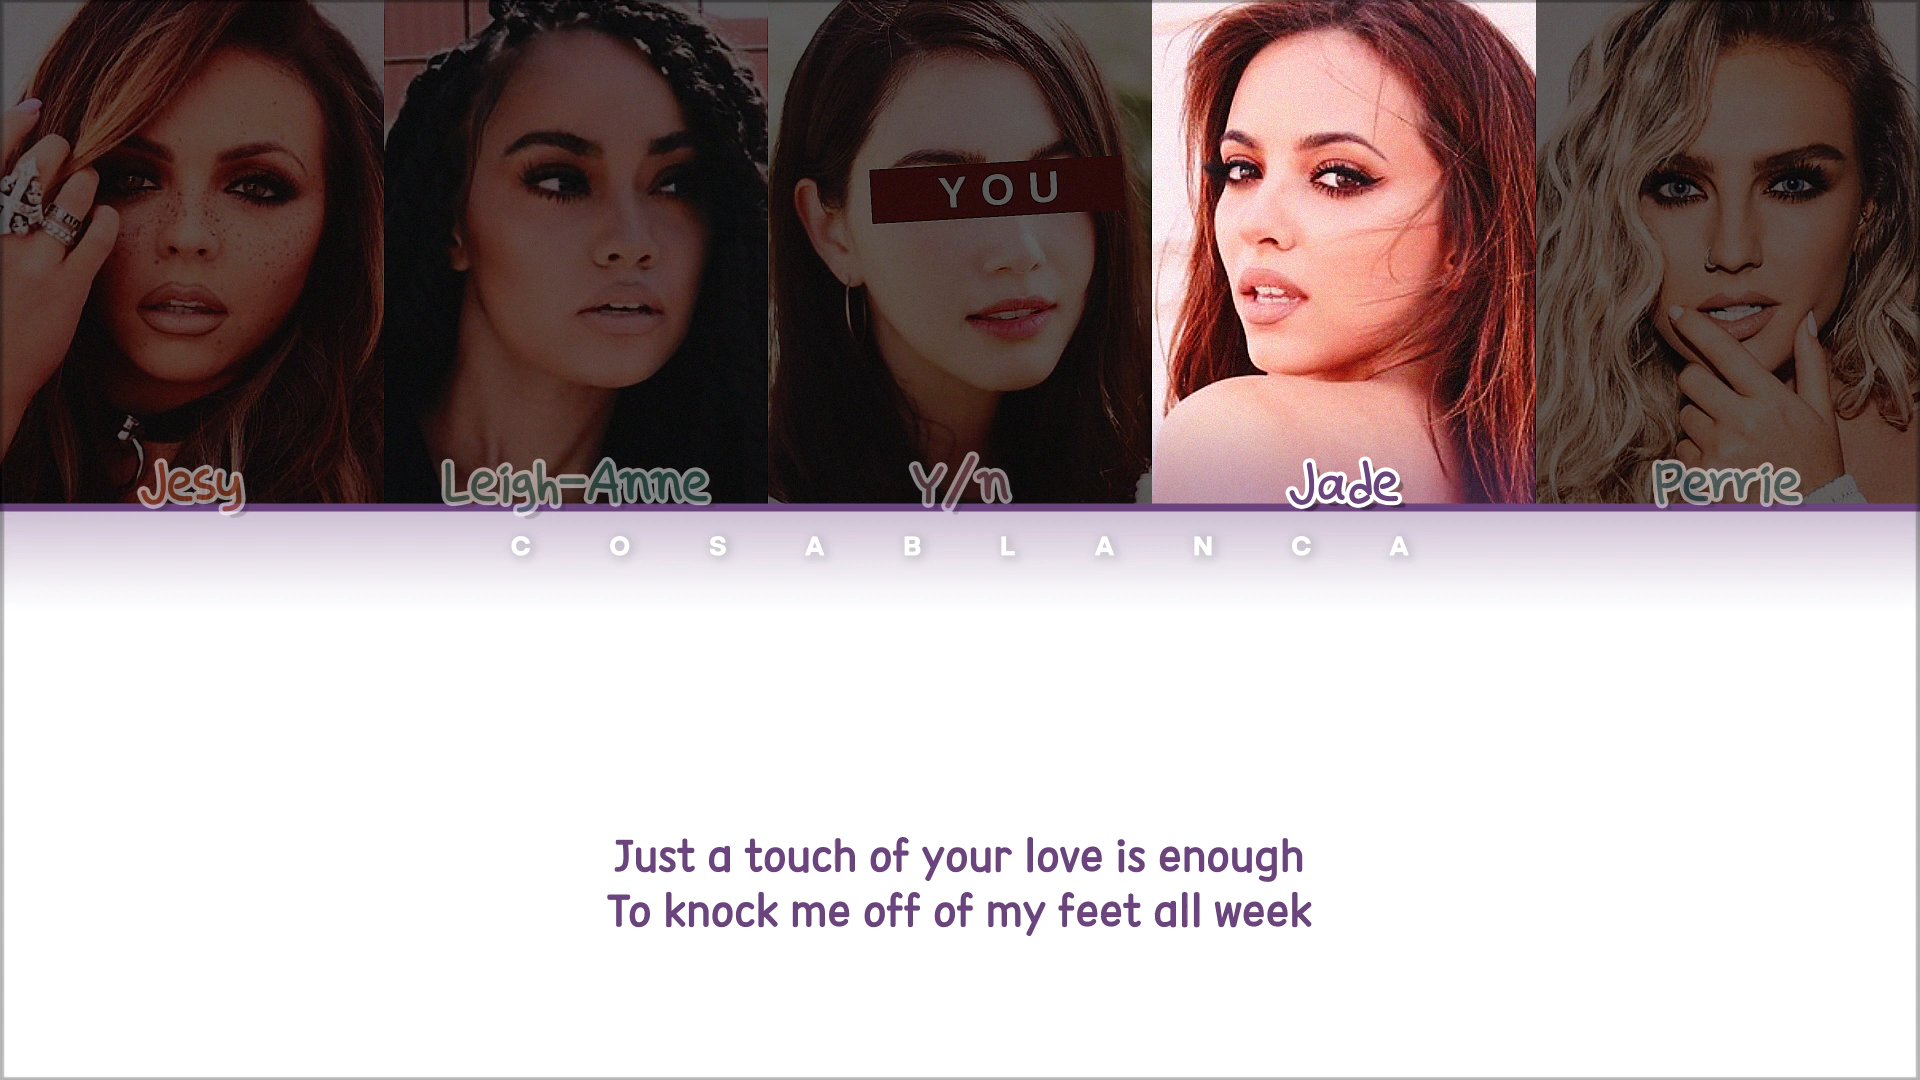 YOU
Jesy
Leigh-Anne
Y/n
Jade
Perrie
COSABLANCA
Just a touch of your love is enough
To knock me off of my feet all week